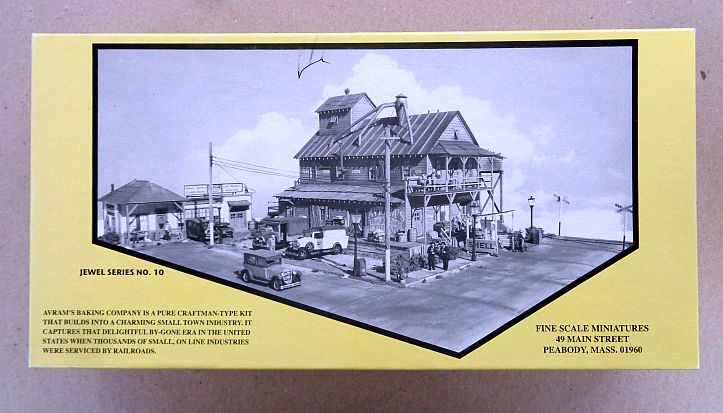 SHELL
JEWEL SERIES NO. 10
AVRAM'S BAKING COMPANY IS A PURE CRAFTMAN-TYPE KIT
THAT BUILDS INTO A CHARMING SMALL TOWN INDUSTRY. IT
CAPTURES THAT DELIGHTFUL BY-GONE ERA IN THE UNITED
STATES WHEN THOUSANDS OF SMALL, ON LINE INDUSTRIES
WERE SERVICED BY RAILROADS.
FINE SCALE MINIATURES
49 MAIN STREET
PEABODY, MASS. 01960